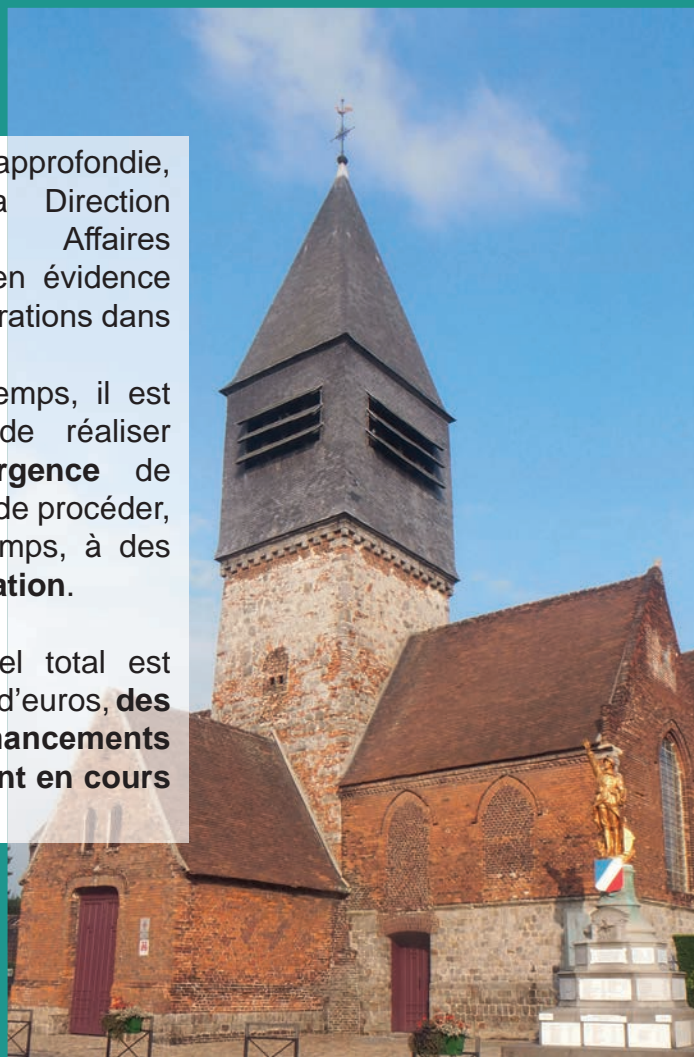 approfondie,
a Direction
Affaires
en évidence
rations dans
emps, il est
de réaliser
rgence de
de procéder,
mps, à des
ation.
el total est
d’euros, des
nancements
nt en cours